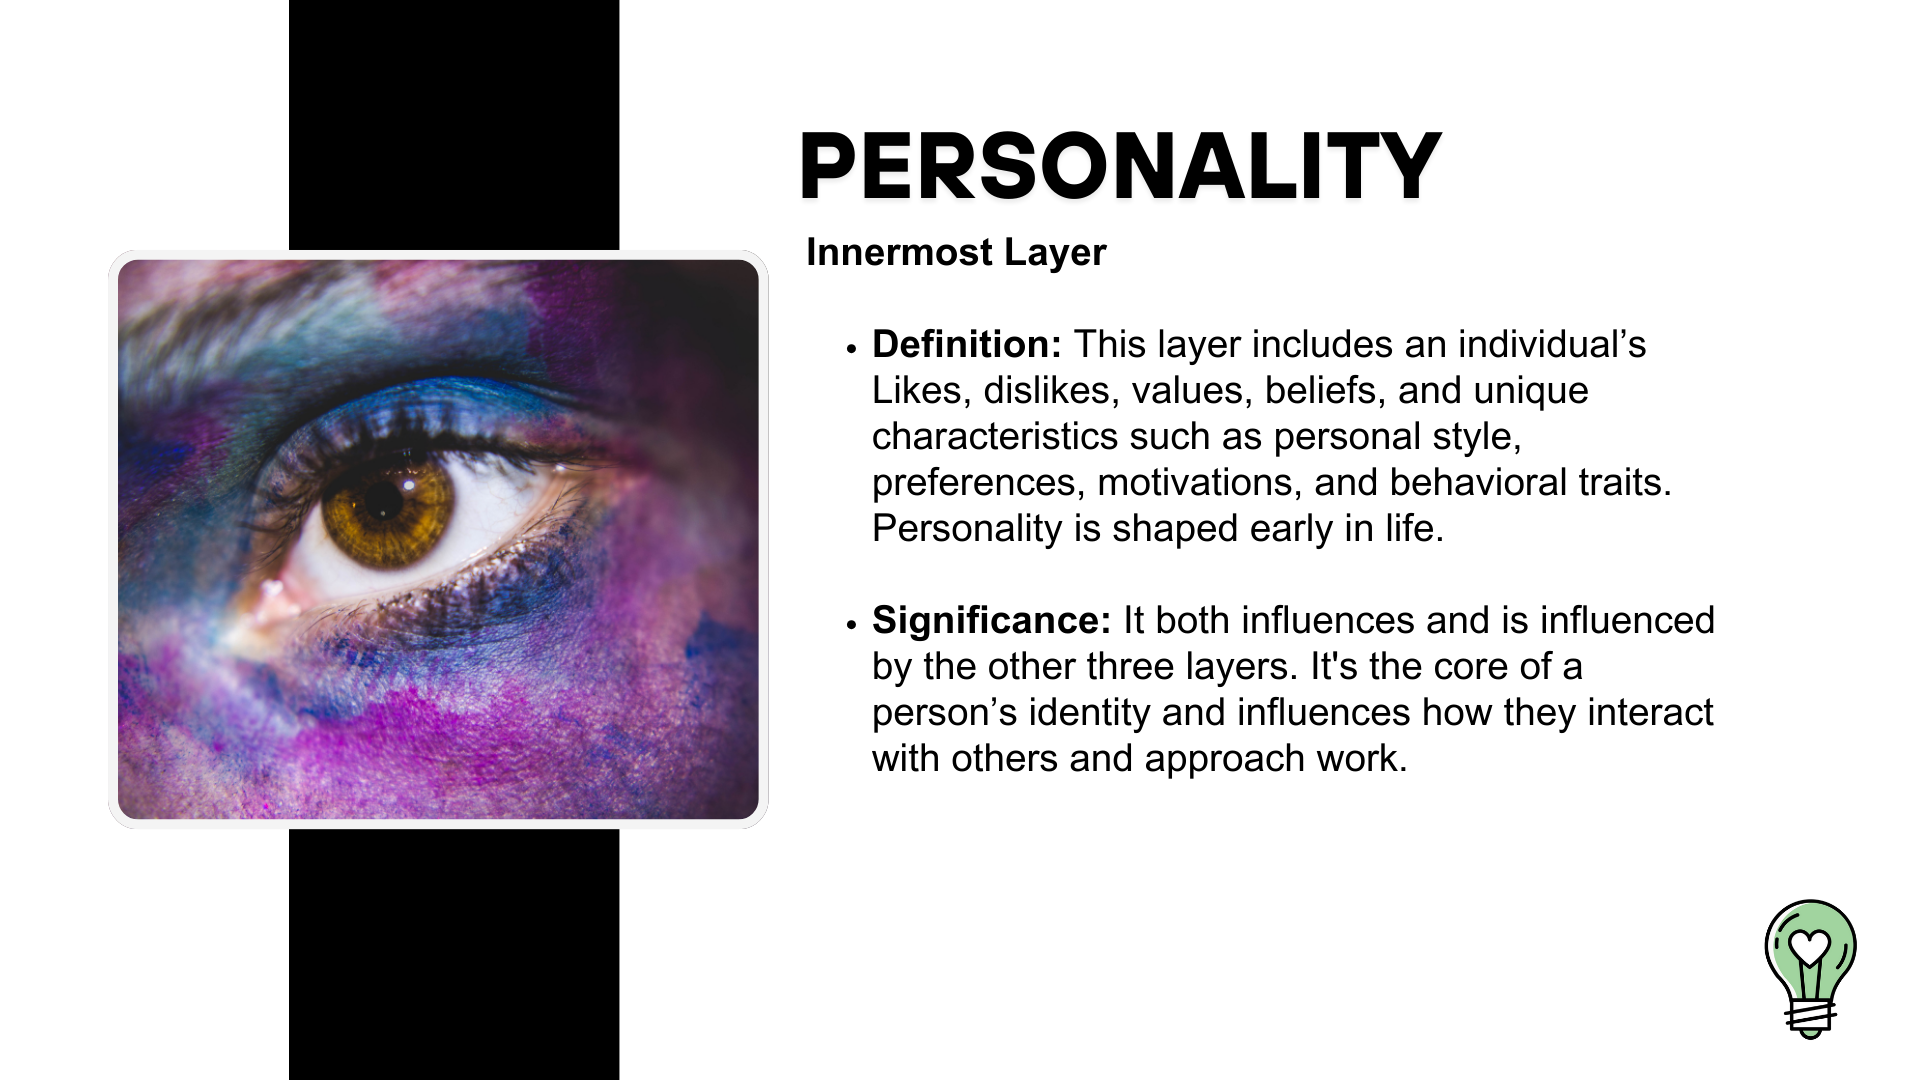 PERSONALITY
Innermost Layer
• Definition: This layer includes an individual’s
Likes, dislikes, values, beliefs, and unique
characteristics such as personal style,
preferences, motivations, and behavioral traits.
Personality is shaped early in life.
• Significance: It both influences and is influenced
by the other three layers. It's the core of a
person’s identity and influences how they interact
with others and approach work.